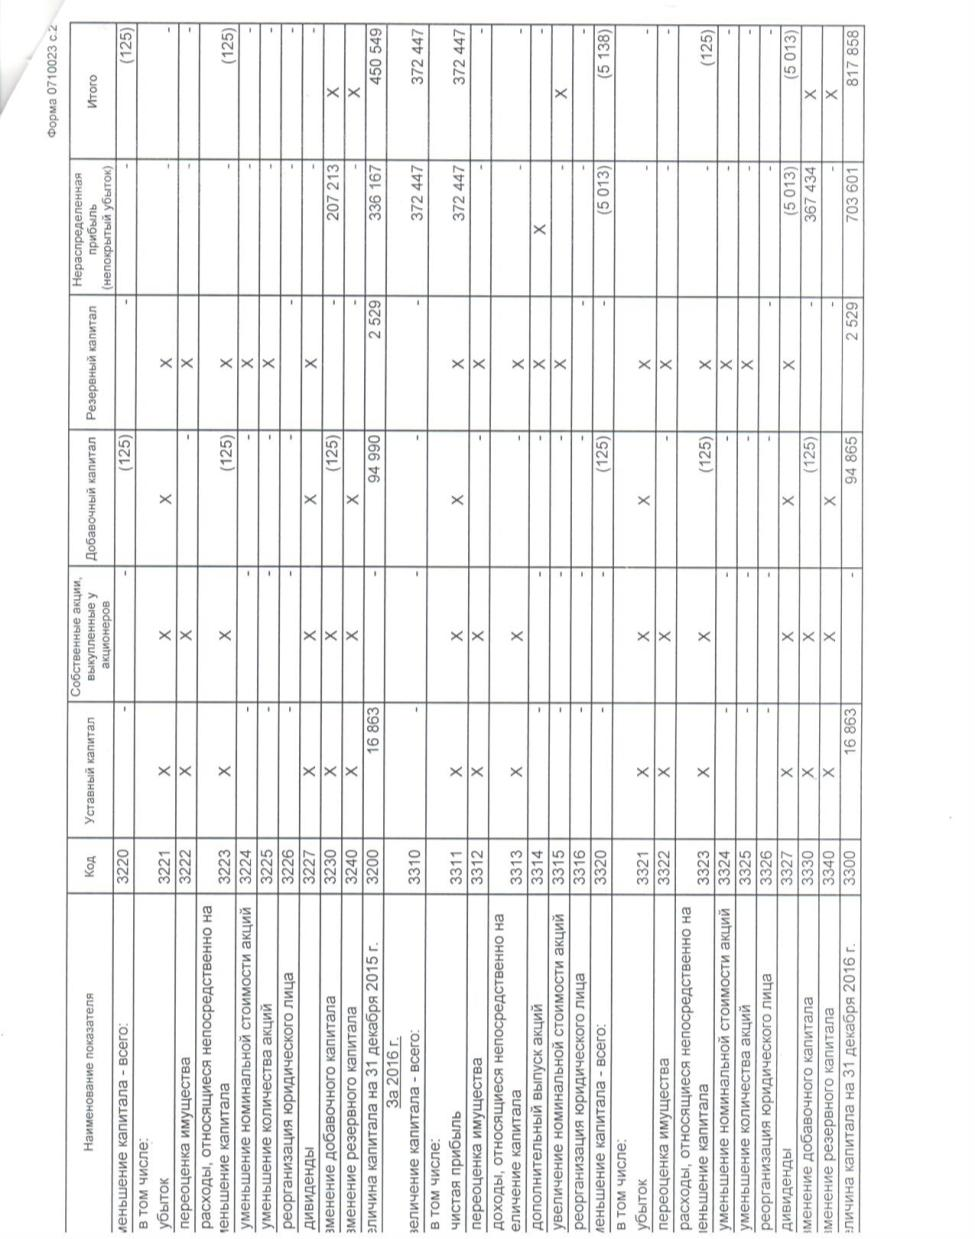 Форма 0710023 с.2
Наименование показателя Код Уставный капитал Собственные акции, выкупленные у акционеров Добавочный капитал Резервный капитал Нераспределенная прибыль (непокрытый убыток) Итого
меньшение капитала - всего: 3220 - - (125) - - (125)
в том числе:
убыток 3221 X X X X - -
переоценка имущества 3222 X X - X - -
расходы, относящиеся непосредственно на
меньшение капитала 3223 X X (125) X - (125)
уменьшение номинальной стоимости акций 3224 - - - X - -
уменьшение количества акций 3225 - - - X - -
реорганизация юридического лица 3226 - - - - - -
дивиденды 3227 X X X X - -
зменение добавочного капитала 3230 X X (125) - 207 213 X
зменение резервного капитала 3240 X X X - - X
еличина капитала на 31 декабря 2015 г. 3200 16 863 - 94 990 2 529 336 167 450 549
За 2016 г.
величение капитала - всего: 3310 - - - - 372 447 372 447
в том числе:
чистая прибыль 3311 X X X X 372 447 372 447
переоценка имущества 3312 X X - X - -
доходы, относящиеся непосредственно на
еличение капитала 3313 X X - X - -
дополнительный выпуск акций 3314 - - - X X -
увеличение номинальной стоимости акций 3315 - - - X - X
реорганизация юридического лица 3316 - - - - - -
меньшение капитала - всего: 3320 - - (125) - (5 013) (5 138)
в том числе:
убыток 3321 X X X X - -
переоценка имущества 3322 X X - X - -
расходы, относящиеся непосредственно на
меньшение капитала 3323 X X (125) X - (125)
уменьшение номинальной стоимости акций 3324 - - - X - -
уменьшение количества акций 3325 - - - X - -
реорганизация юридического лица 3326 - - - - - -
дивиденды 3327 X X X X (5 013) (5 013)
зменение добавочного капитала 3330 X X (125) - 367 434 X
зменение резервного капитала 3340 X X X - - X
еличина капитала на 31 декабря 2016 г. 3300 16 863 - 94 865 2 529 703 601 817 858